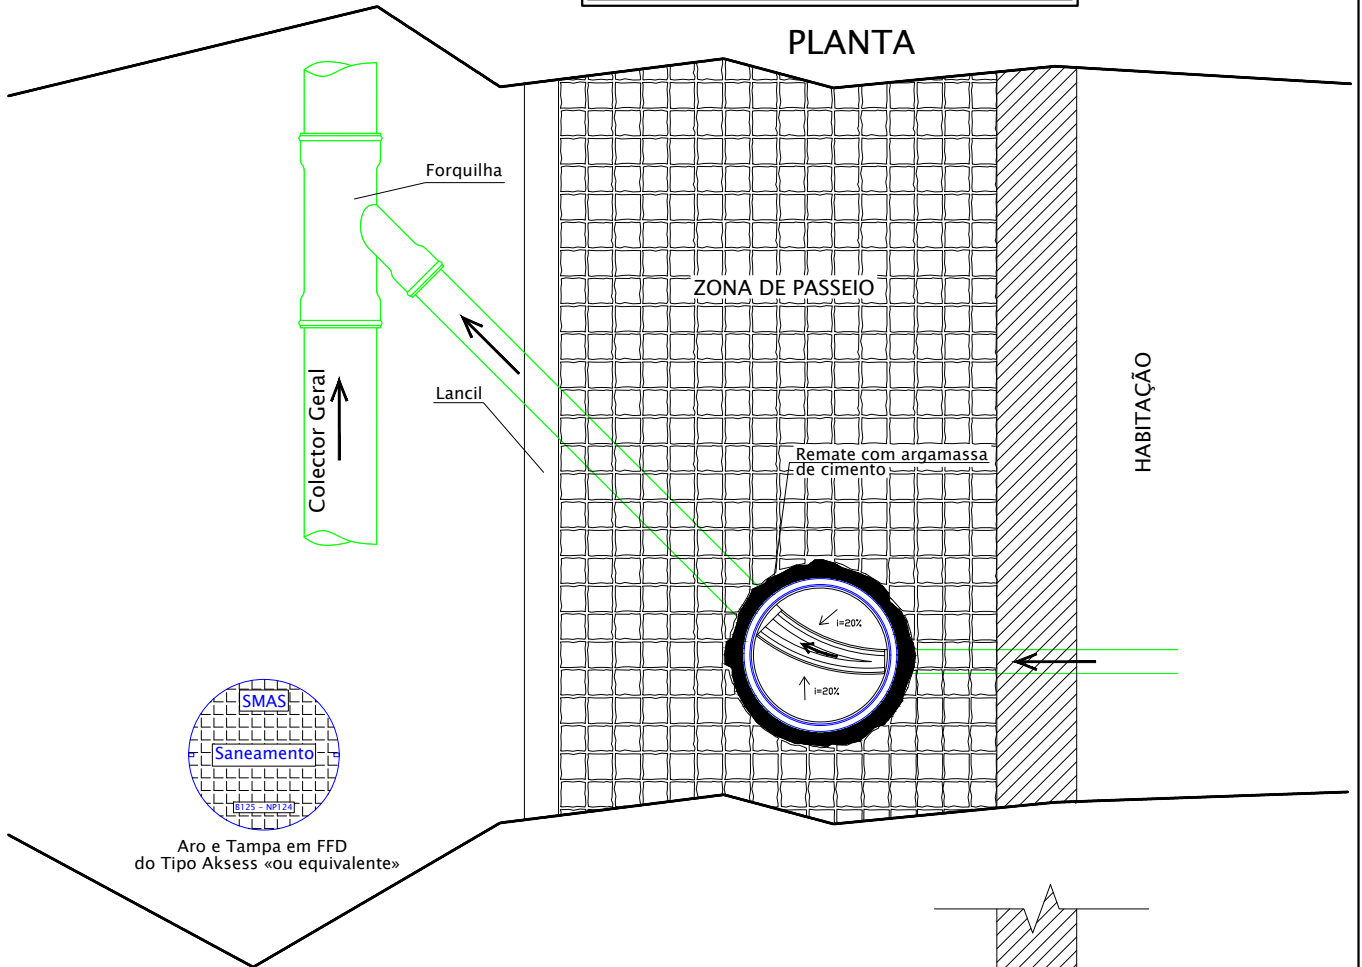 PLANTA
Forquilha
ZONA DE PASSEIO
Colector Geral
Lancil
HABITAÇÃO
Remate com argamassa
de cimento
i=20%
i=20%
SMAS
Saneamento
B125 - NP124
Aro e Tampa em FFD
do Tipo Aksess «ou equivalente»